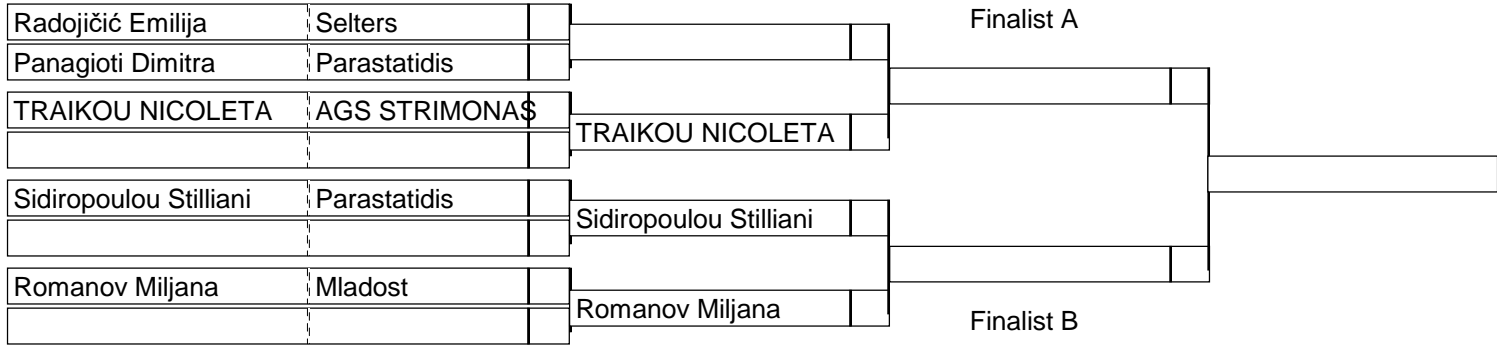 Radojičić Emilija Selters
Panagioti Dimitra Parastatidis
TRAIKOU NICOLETA AGS STRIMONAS
Sidiropoulou Stilliani Parastatidis
Romanov Miljana Mladost
TRAIKOU NICOLETA
Sidiropoulou Stilliani
Romanov Miljana
Finalist A
Finalist B